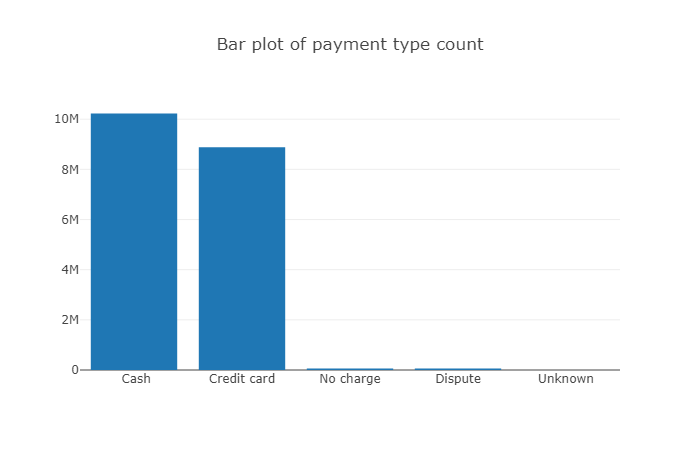 Bar plot of payment type count
10M
8M
6M
4M
2M
0
Cash Credit card No charge Dispute Unknown